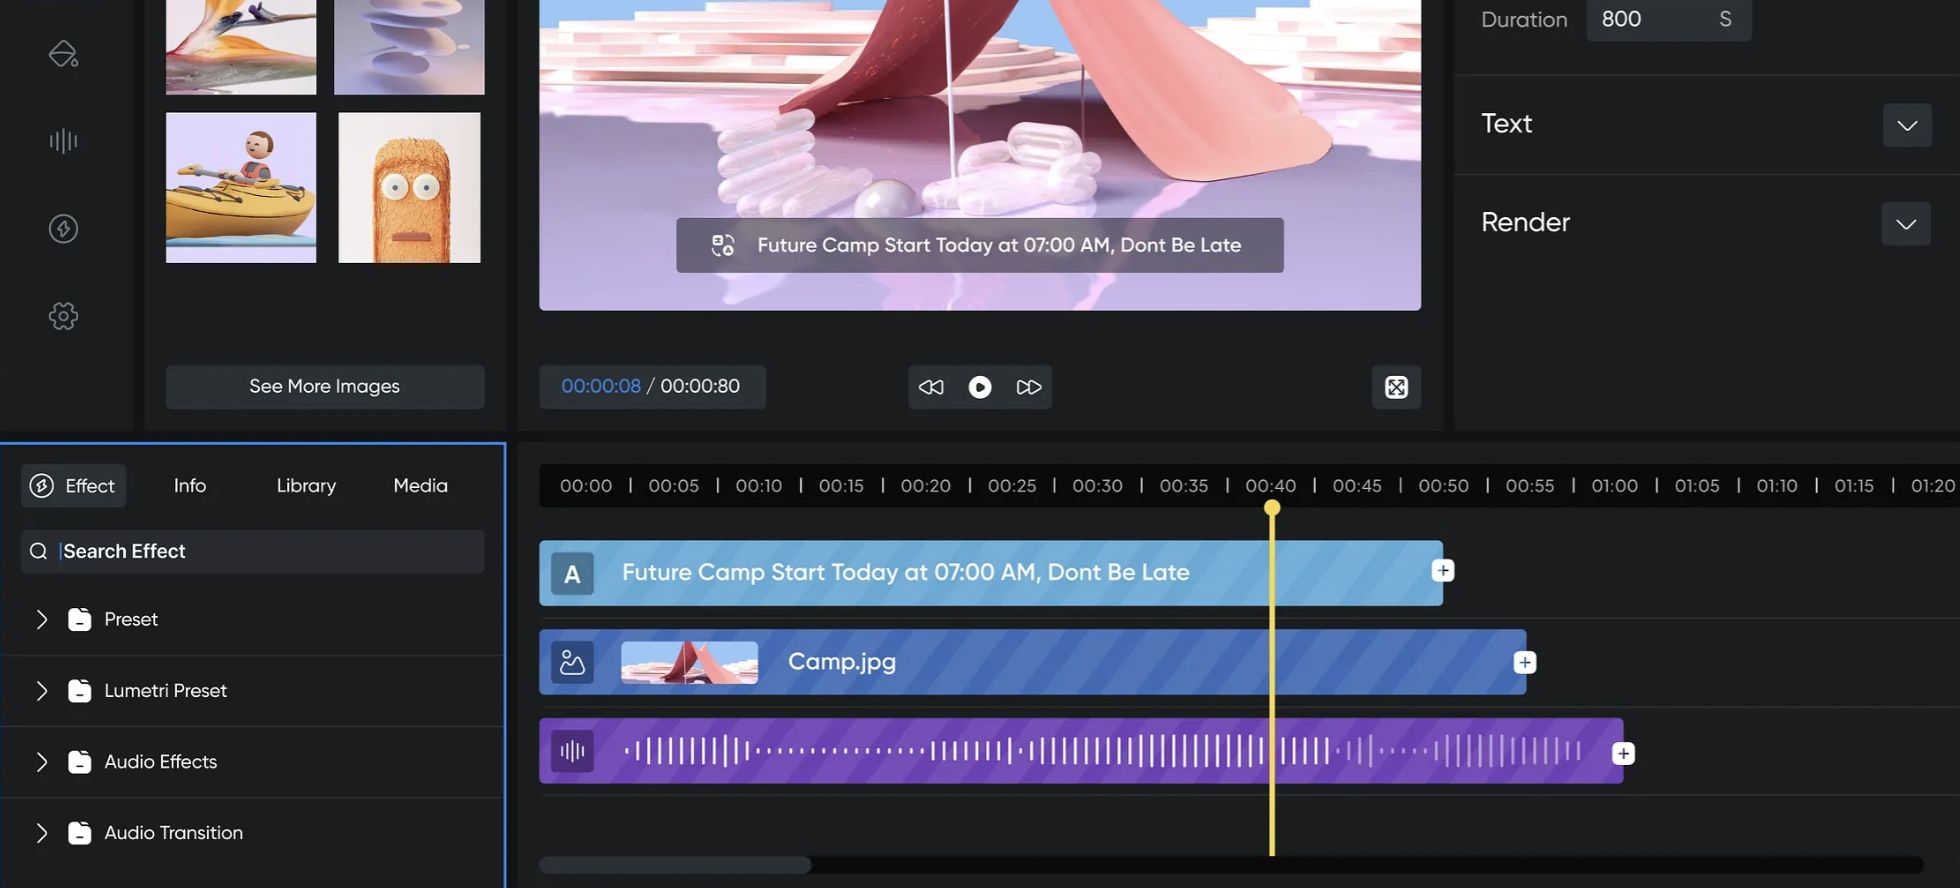 Duration 800 S
Text
Render
Future Camp Start Today at 07:00 AM, Dont Be Late
See More Images
00:00:08 / 00:00:80
Effect Info Library Media
Search Effect
Preset
Lumetri Preset
Audio Effects
Audio Transition
00:00 | 00:05 | 00:10 | 00:15 | 00:20 | 00:25 | 00:30 | 00:35 | 00:40 | 00:45 | 00:50 | 00:55 | 01:00 | 01:05 | 01:10 | 01:15 | 01:20
A Future Camp Start Today at 07:00 AM, Dont Be Late
Camp.jpg